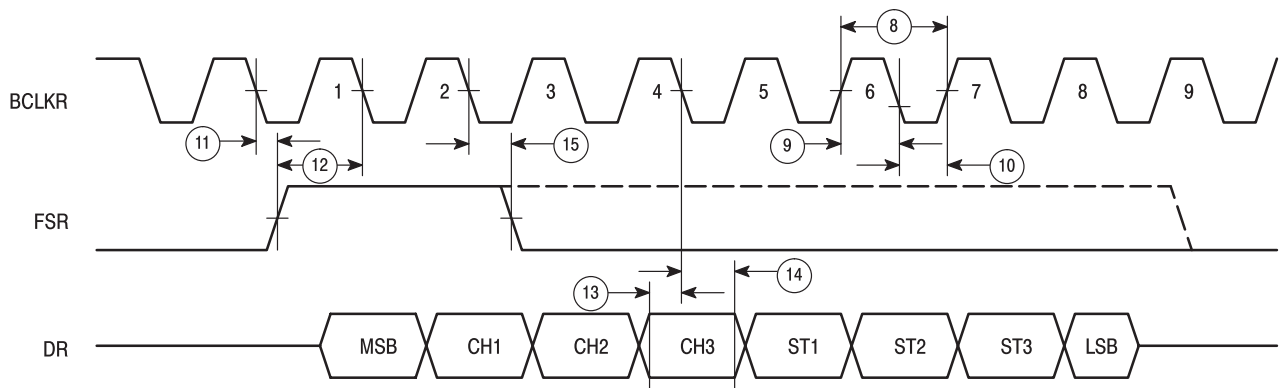 8
BCLKR 1 2 3 4 5 6 7 8 9
11 12 15 9 10
FSR
13 14
DR MSB CH1 CH2 CH3 ST1 ST2 ST3 LSB